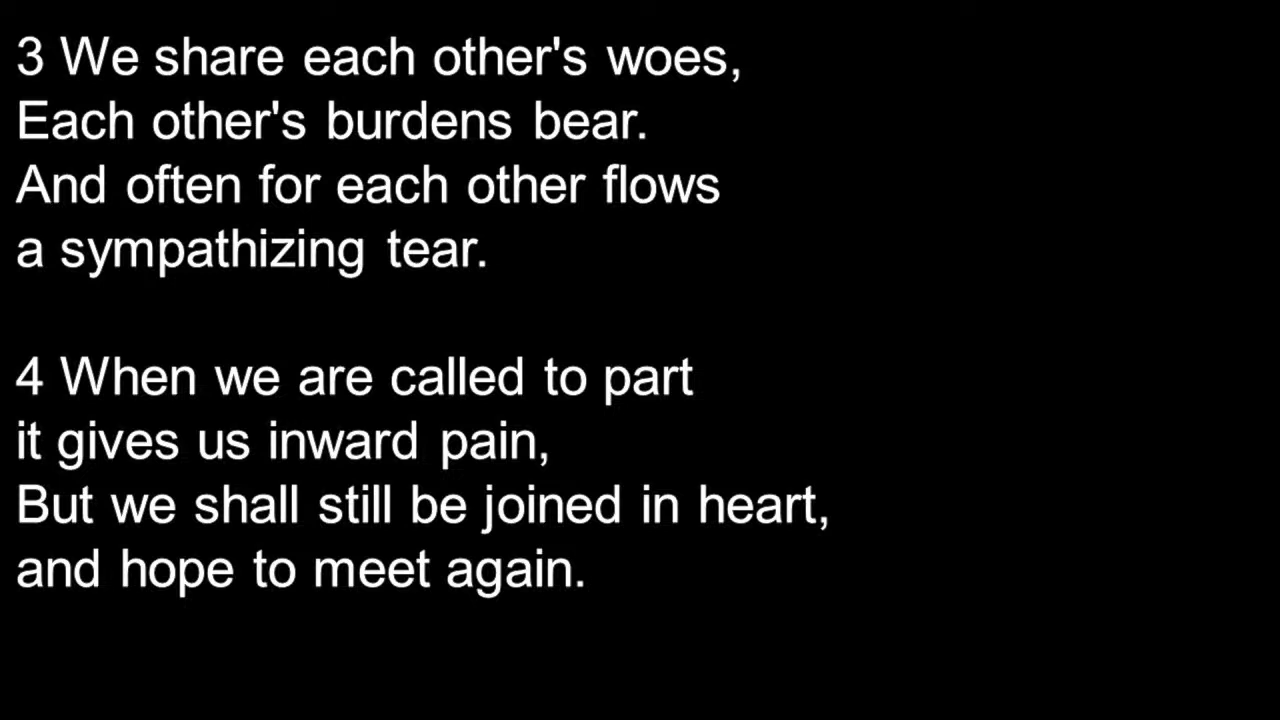 3 We share each other's woes,
Each other's burdens bear.
And often for each other flows
a sympathizing tear.
4 When we are called to part
it gives us inward pain,
But we shall still be joined in heart,
and hope to meet again.